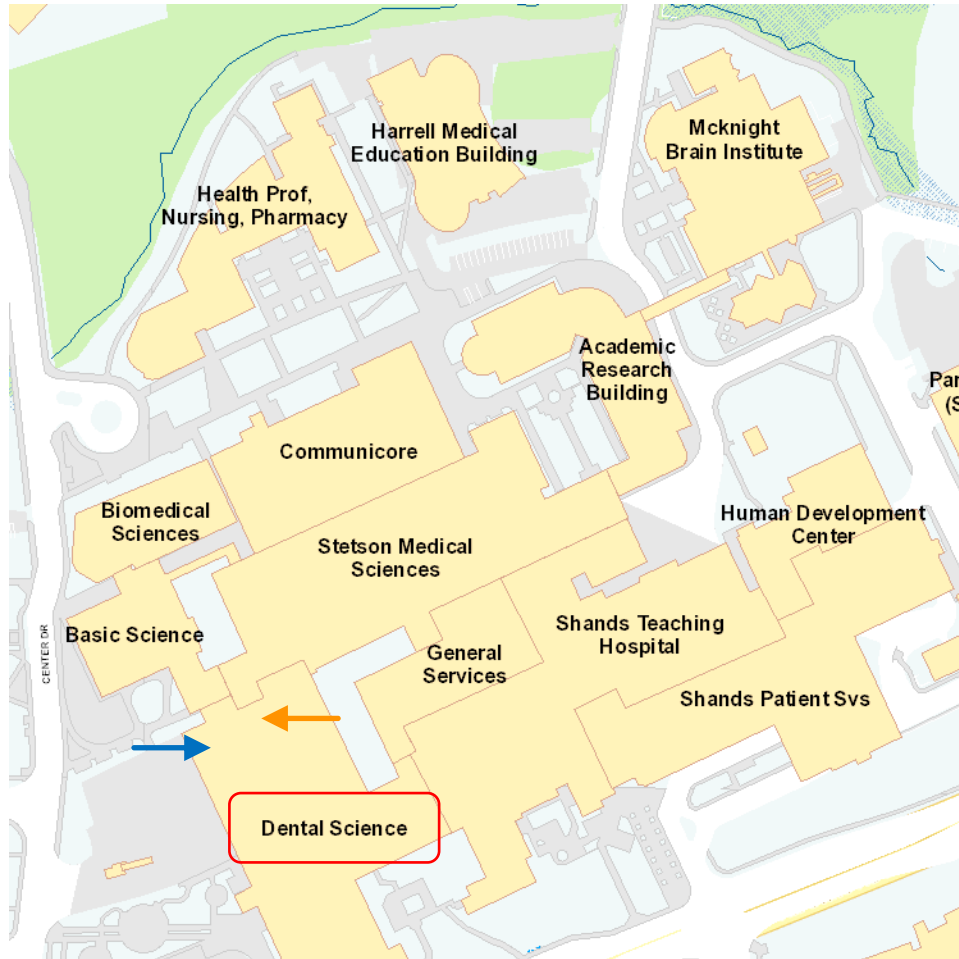 Harrell Medical
Education Building
Mcknight
Brain Institute
Health Prof,
Nursing, Pharmacy
Academic
Research
Building
Par
(S
Communicore
Biomedical
Sciences
Stetson Medical
Sciences
Human Development
Center
Basic Science
CENTER DR
General
Services
Shands Teaching
Hospital
Shands Patient Svs
Dental Science